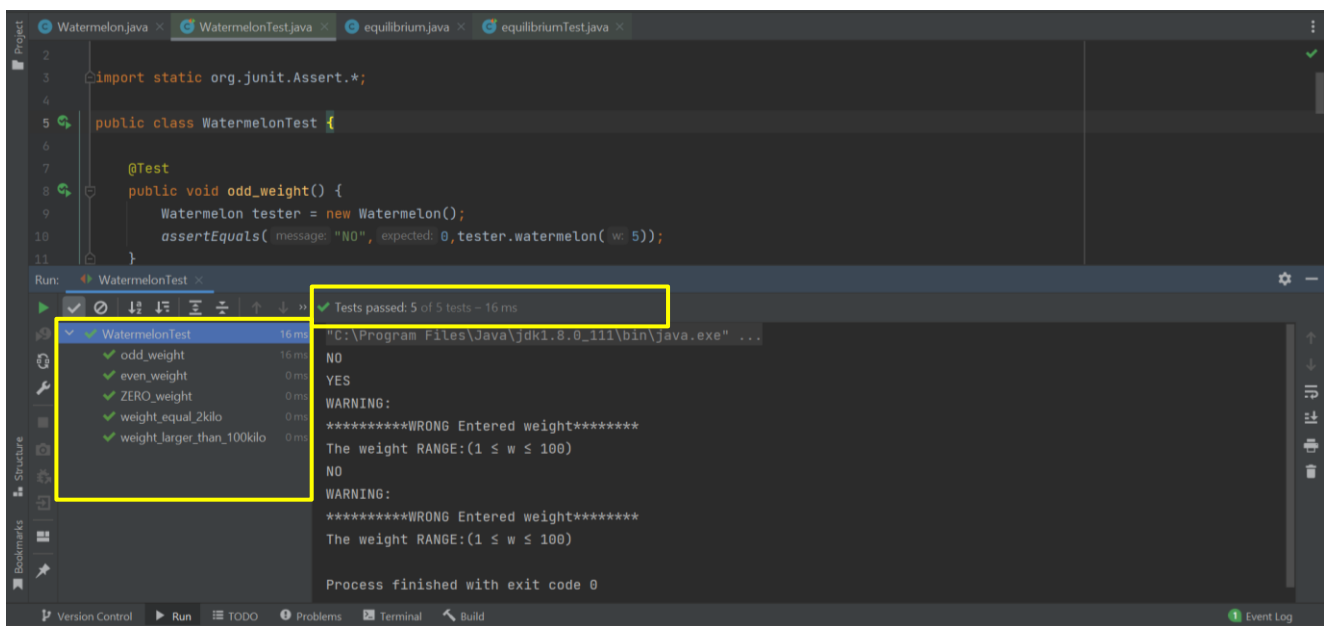 Project
Watermelon.java
WatermelonTest.java
equilibrium.java
equilibriumTest.java
2
3 import static org.junit.Assert.*;
4
5 public class WatermelonTest {
6
7 @Test
8 public void odd_weight() {
9 Watermelon tester = new Watermelon();
10 assertEquals( message: "NO", expected: 0,tester.watermelon( w: 5));
11 }
Run: WatermelonTest
Tests passed: 5 of 5 tests – 16 ms
WatermelonTest 16 ms
odd_weight 16 ms
even_weight 0 ms
ZERO_weight 0 ms
weight_equal_2kilo 0 ms
weight_larger_than_100kilo 0 ms
"C:\Program Files\Java\jdk1.8.0_111\bin\java.exe" ...
NO
YES
WARNING:
**********WRONG Entered weight********
The weight RANGE:(1 ≤ w ≤ 100)
NO
WARNING:
**********WRONG Entered weight********
The weight RANGE:(1 ≤ w ≤ 100)
Process finished with exit code 0
Structure
Bookmarks
Version Control
Run
TODO
Problems
Terminal
Build
1 Event Log